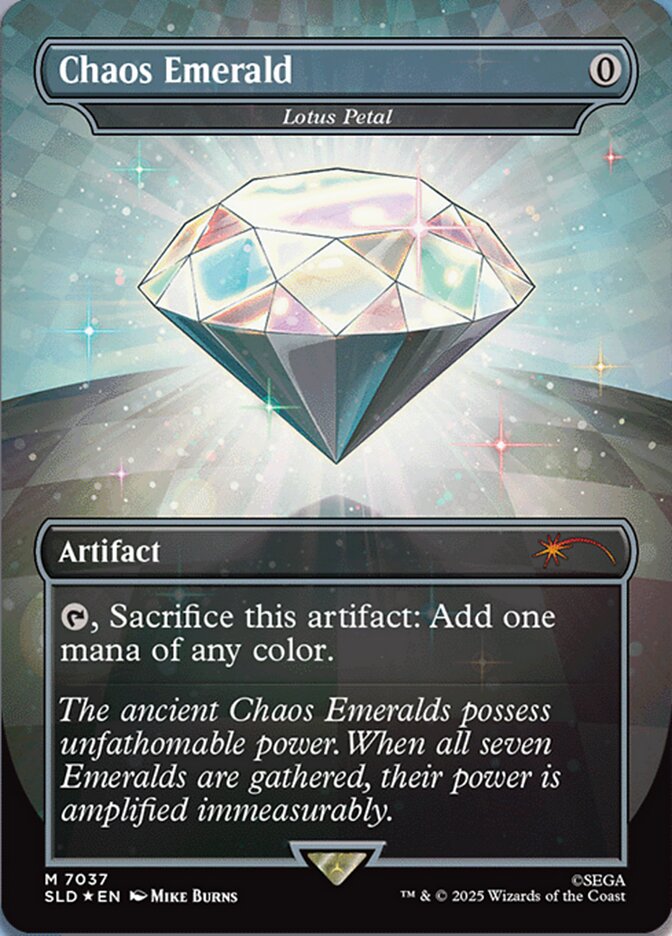 Chaos Emerald 0
Lotus Petal
Artifact
, Sacrifice this artifact: Add one
mana of any color.
The ancient Chaos Emeralds possess
unfathomable power. When all seven
Emeralds are gathered, their power is
amplified immeasurably.
M 7037
©SEGA
SLD ★ EN Mike Burns
™ & © 2025 Wizards of the Coast